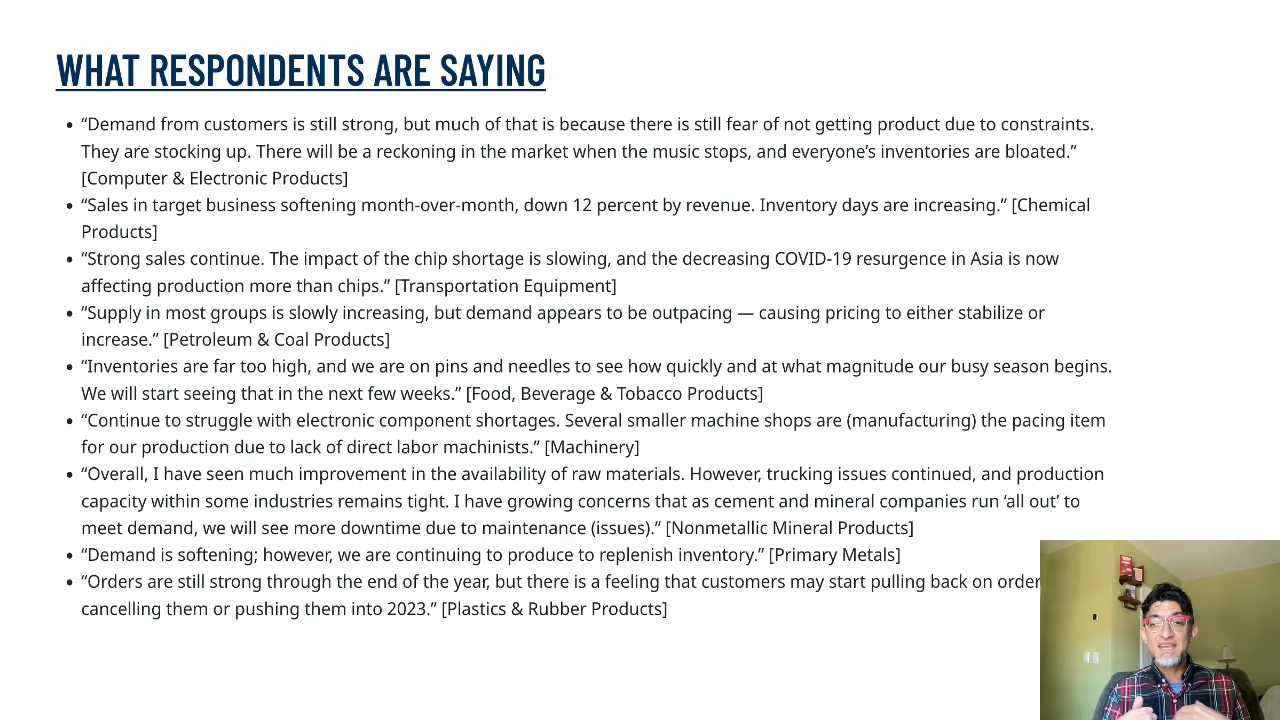 WHAT RESPONDENTS ARE SAYING
• “Demand from customers is still strong, but much of that is because there is still fear of not getting product due to constraints.
They are stocking up. There will be a reckoning in the market when the music stops, and everyone’s inventories are bloated.”
[Computer & Electronic Products]
• “Sales in target business softening month-over-month, down 12 percent by revenue. Inventory days are increasing.” [Chemical
Products]
• “Strong sales continue. The impact of the chip shortage is slowing, and the decreasing COVID-19 resurgence in Asia is now
affecting production more than chips.” [Transportation Equipment]
• “Supply in most groups is slowly increasing, but demand appears to be outpacing — causing pricing to either stabilize or
increase.” [Petroleum & Coal Products]
• “Inventories are far too high, and we are on pins and needles to see how quickly and at what magnitude our busy season begins.
We will start seeing that in the next few weeks.” [Food, Beverage & Tobacco Products]
• “Continue to struggle with electronic component shortages. Several smaller machine shops are (manufacturing) the pacing item
for our production due to lack of direct labor machinists.” [Machinery]
• “Overall, I have seen much improvement in the availability of raw materials. However, trucking issues continued, and production
capacity within some industries remains tight. I have growing concerns that as cement and mineral companies run ‘all out’ to
meet demand, we will see more downtime due to maintenance (issues).” [Nonmetallic Mineral Products]
• “Demand is softening; however, we are continuing to produce to replenish inventory.” [Primary Metals]
• “Orders are still strong through the end of the year, but there is a feeling that customers may start pulling back on order
cancelling them or pushing them into 2023.” [Plastics & Rubber Products]